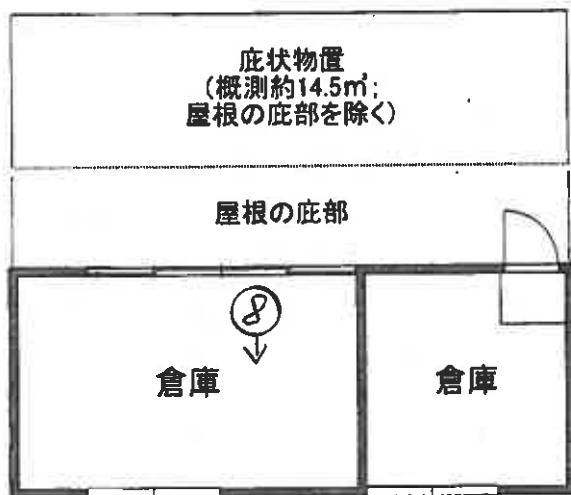 庇状物置
(概測約14.5㎡;
屋根の庇部を除く)
屋根の庇部
8
倉庫
倉庫